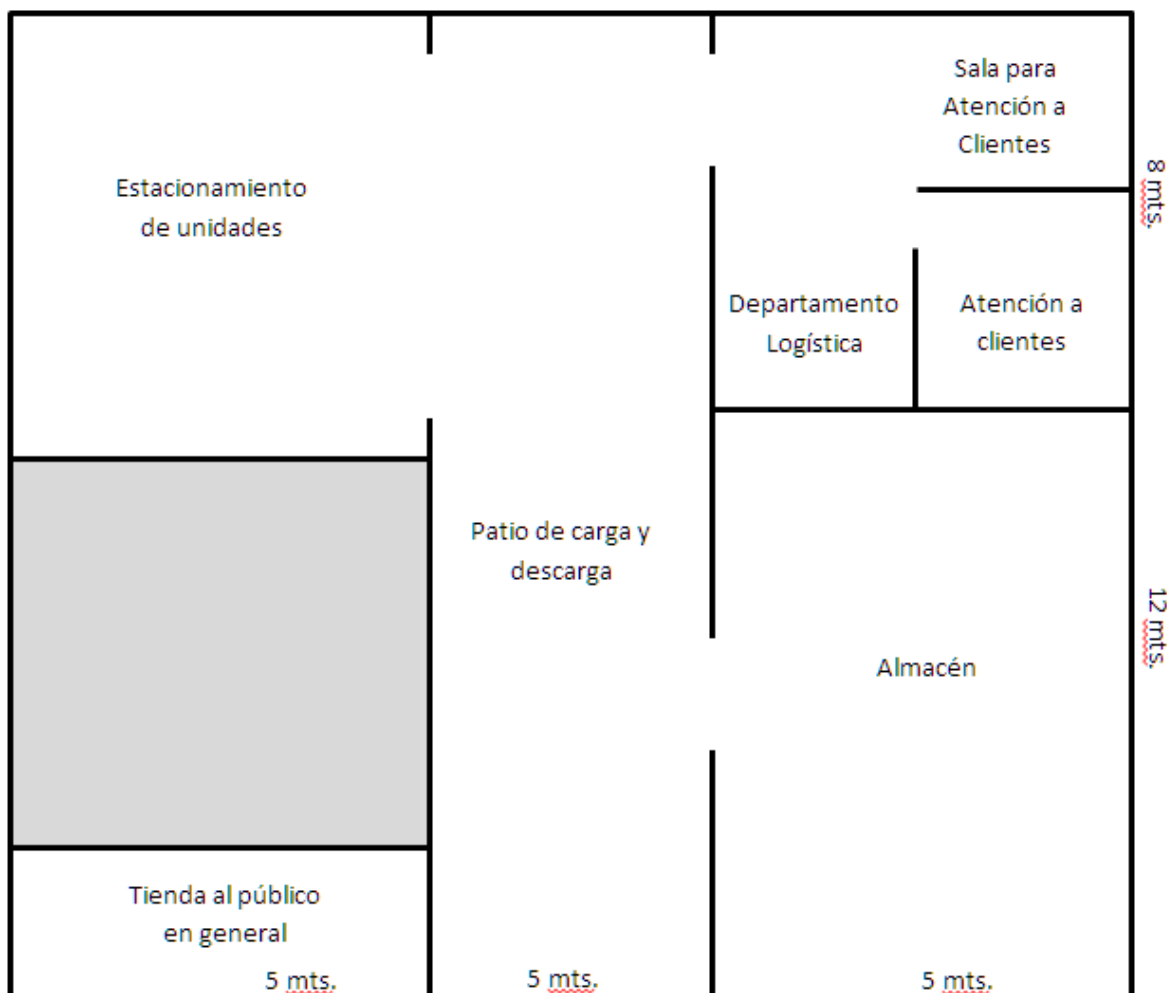 Sala para
Atención a
Clientes
8 mts.
Estacionamiento
de unidades
Departamento
Logística
Atención a
clientes
Patio de carga y
descarga
12 mts.
Almacén
Tienda al público
en general
5 mts.
5 mts.
5 mts.